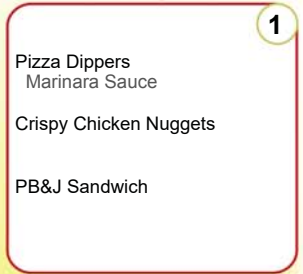 1
Pizza Dippers
Marinara Sauce
Crispy Chicken Nuggets
PB&J Sandwich